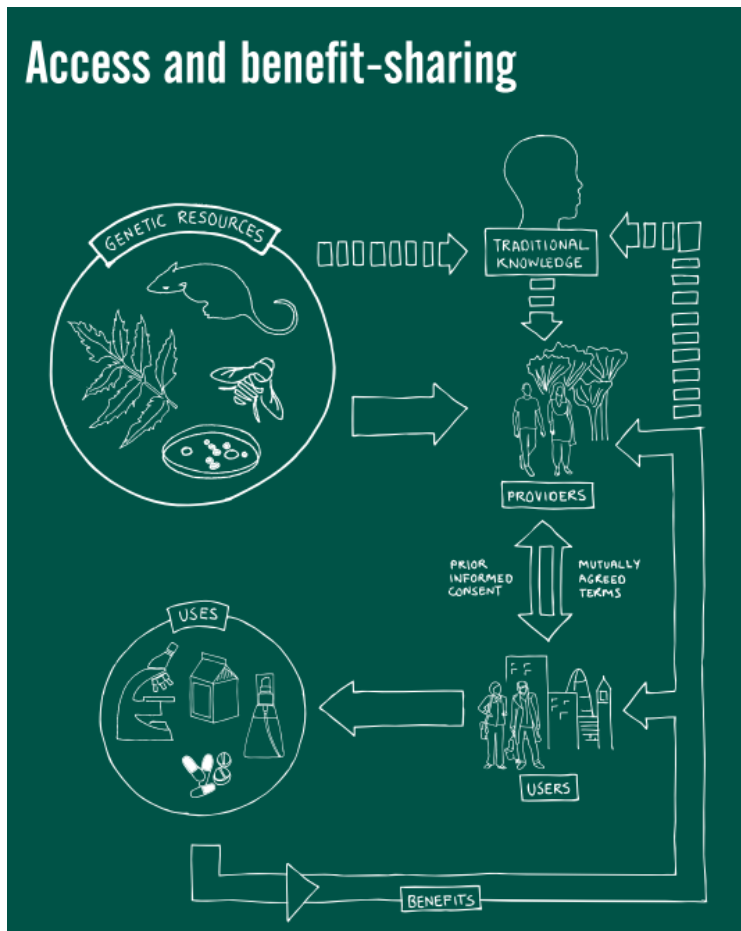 Access and benefit-sharing
GENETIC RESOURCES
TRADITIONAL
KNOWLEDGE
PROVIDERS
PRIOR
INFORMED
CONSENT
MUTUALLY
AGREED
TERMS
USES
USERS
BENEFITS